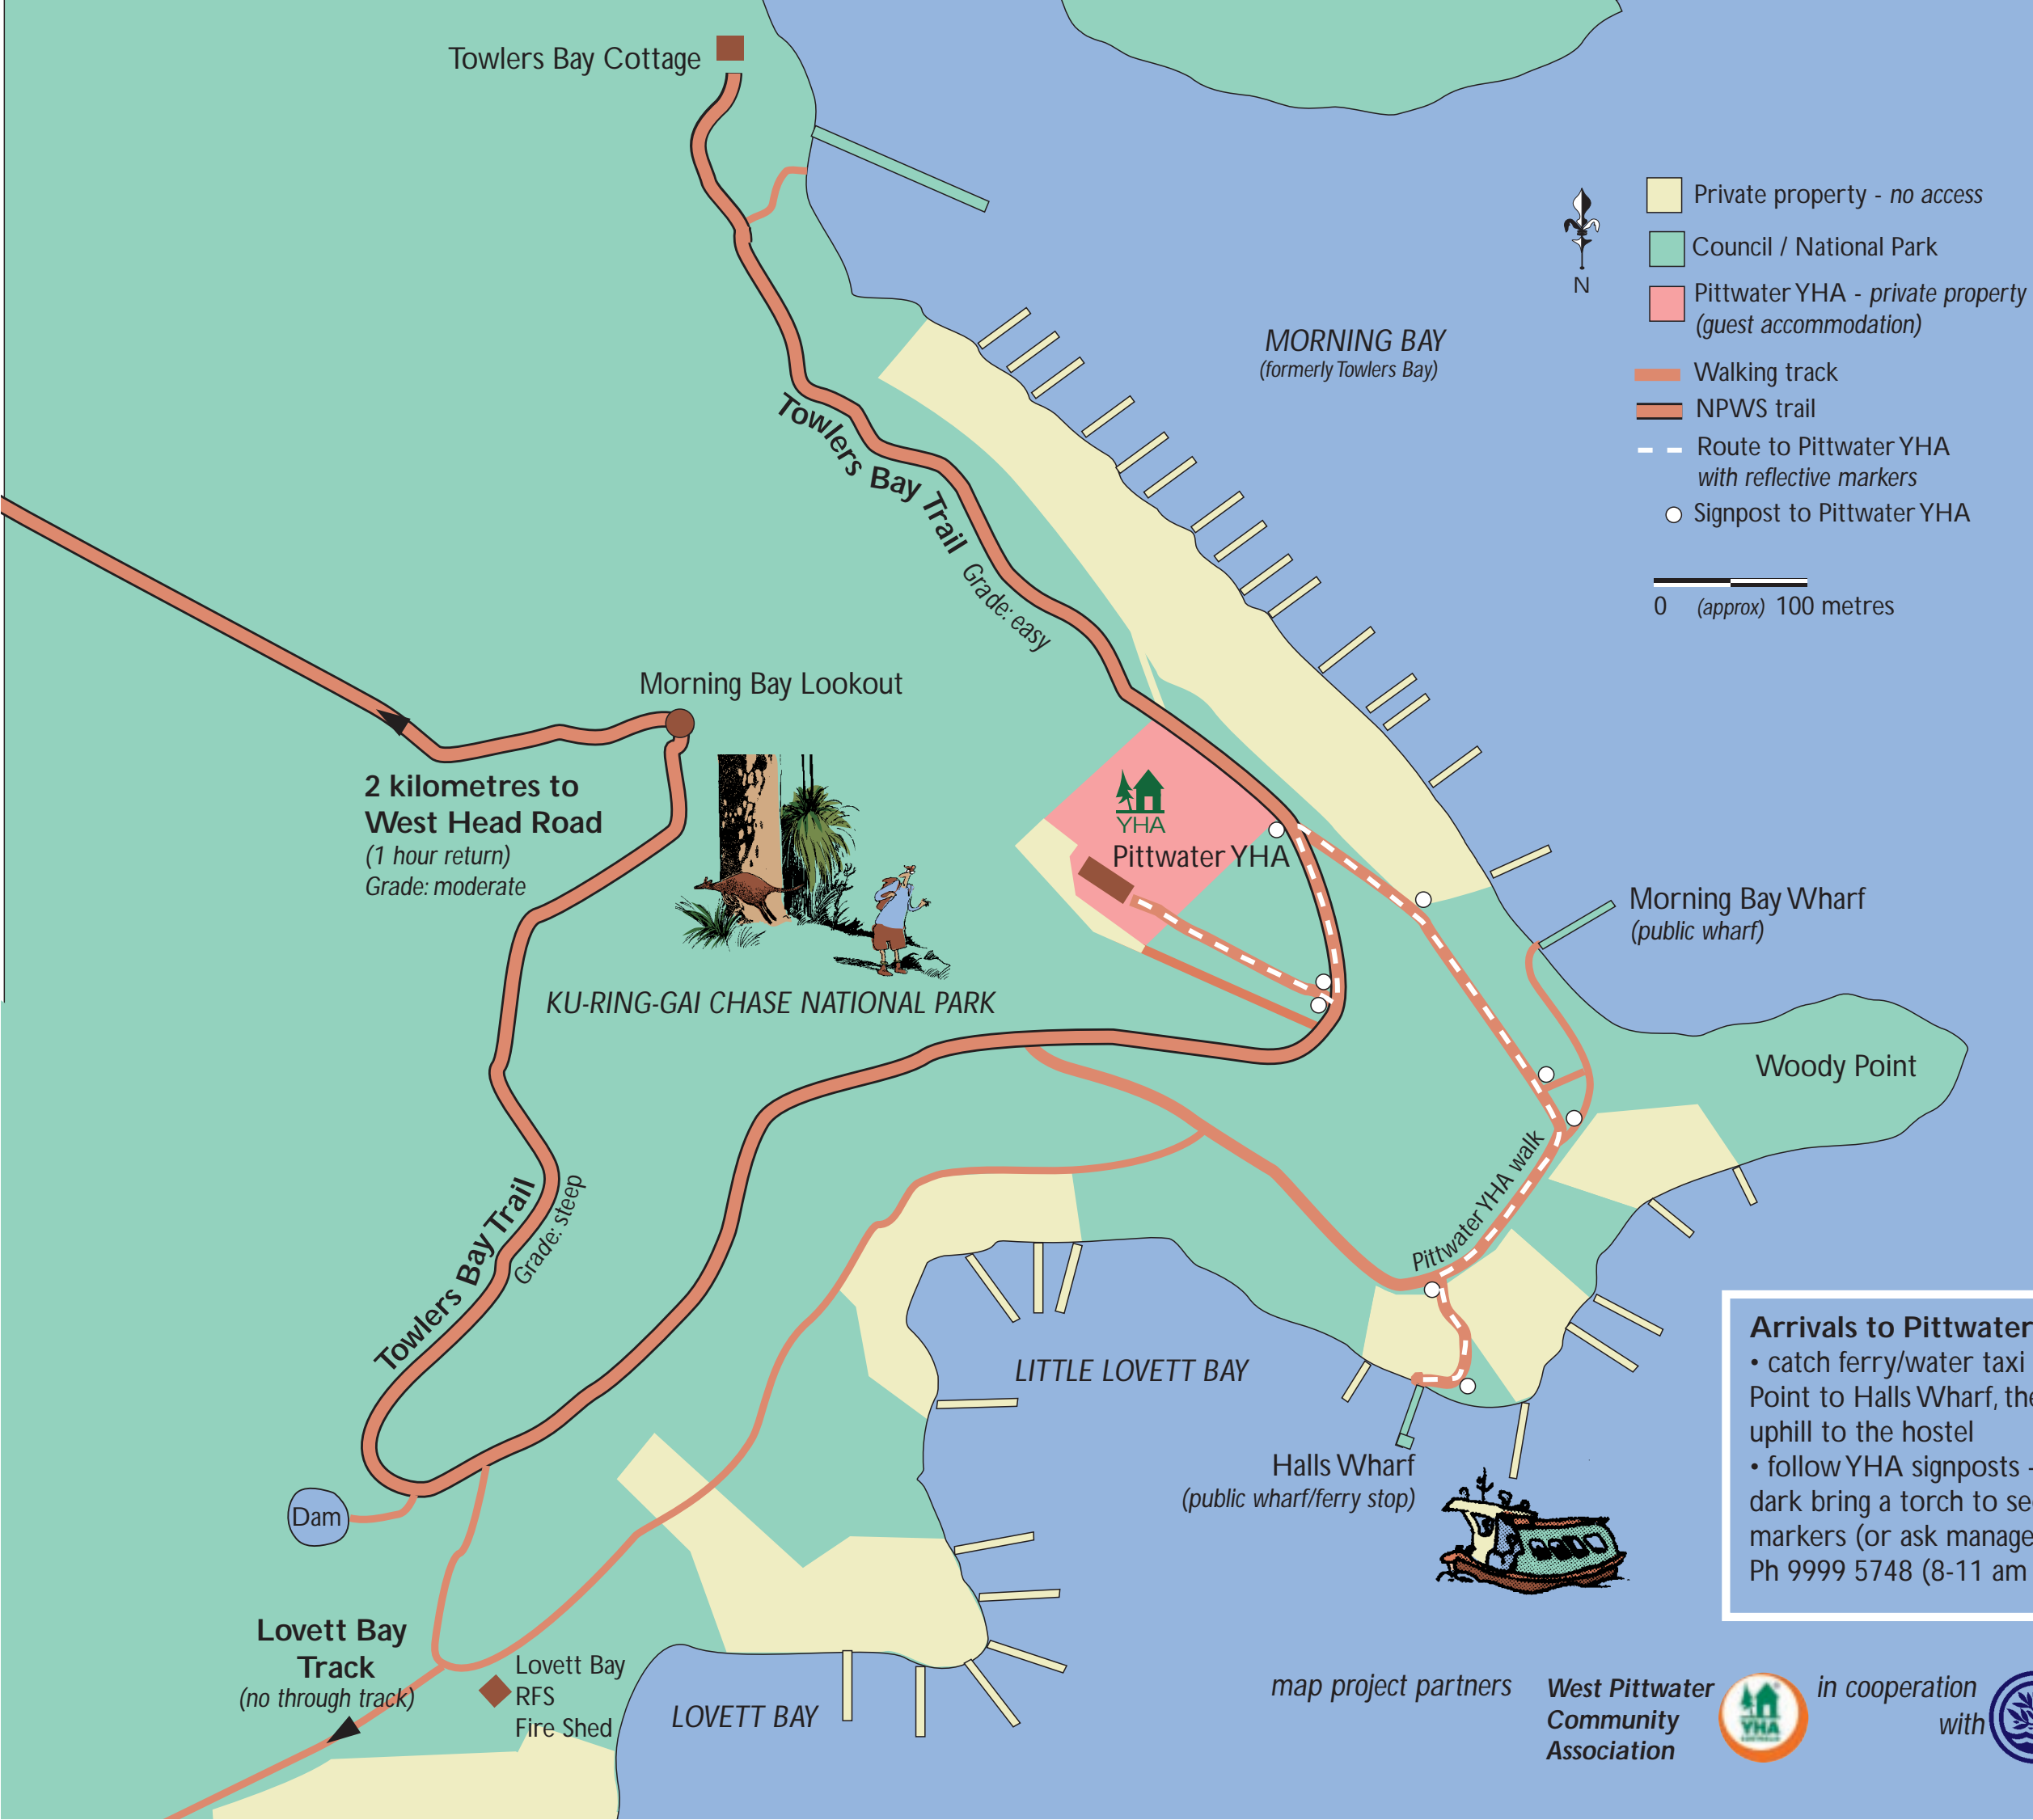 Towlers Bay Cottage
Private property - no access
Council / National Park
N
Pittwater YHA - private property
(guest accommodation)
MORNING BAY
(formerly Towlers Bay)
Walking track
NPWS trail
Route to Pittwater YHA
with reflective markers
Signpost to Pittwater YHA
0 (approx) 100 metres
Towlers Bay Trail Grade: easy
Morning Bay Lookout
2 kilometres to
West Head Road
(1 hour return)
Grade: moderate
YHA
Pittwater YHA
Morning Bay Wharf
(public wharf)
KU-RING-GAI CHASE NATIONAL PARK
Woody Point
Pittwater YHA walk
Towlers Bay Trail
Grade: steep
LITTLE LOVETT BAY
Arrivals to Pittwater
• catch ferry/water taxi
Point to Halls Wharf, the
uphill to the hostel
• follow YHA signposts -
dark bring a torch to se
markers (or ask manage
Ph 9999 5748 (8-11 am
Halls Wharf
(public wharf/ferry stop)
Dam
Lovett Bay
Track
(no through track)
Lovett Bay
RFS
Fire Shed
LOVETT BAY
map project partners
West Pittwater
Community
Association
YHA
in cooperation
with